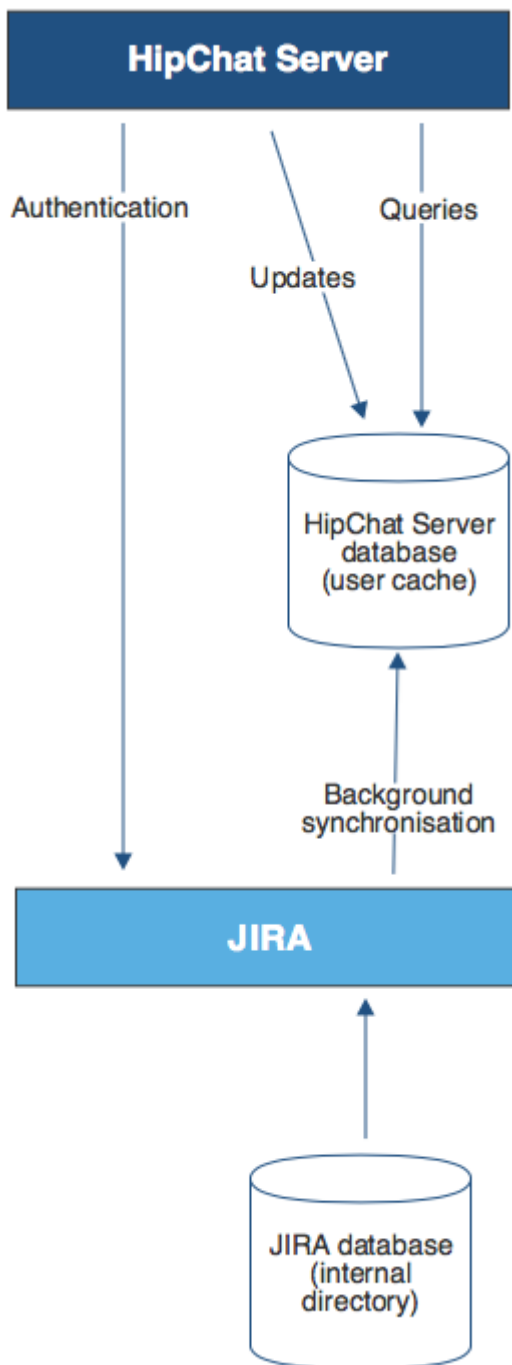 HipChat Server
Authentication
Queries
Updates
HipChat Server
database
(user cache)
Background
synchronisation
JIRA
JIRA database
(internal
directory)